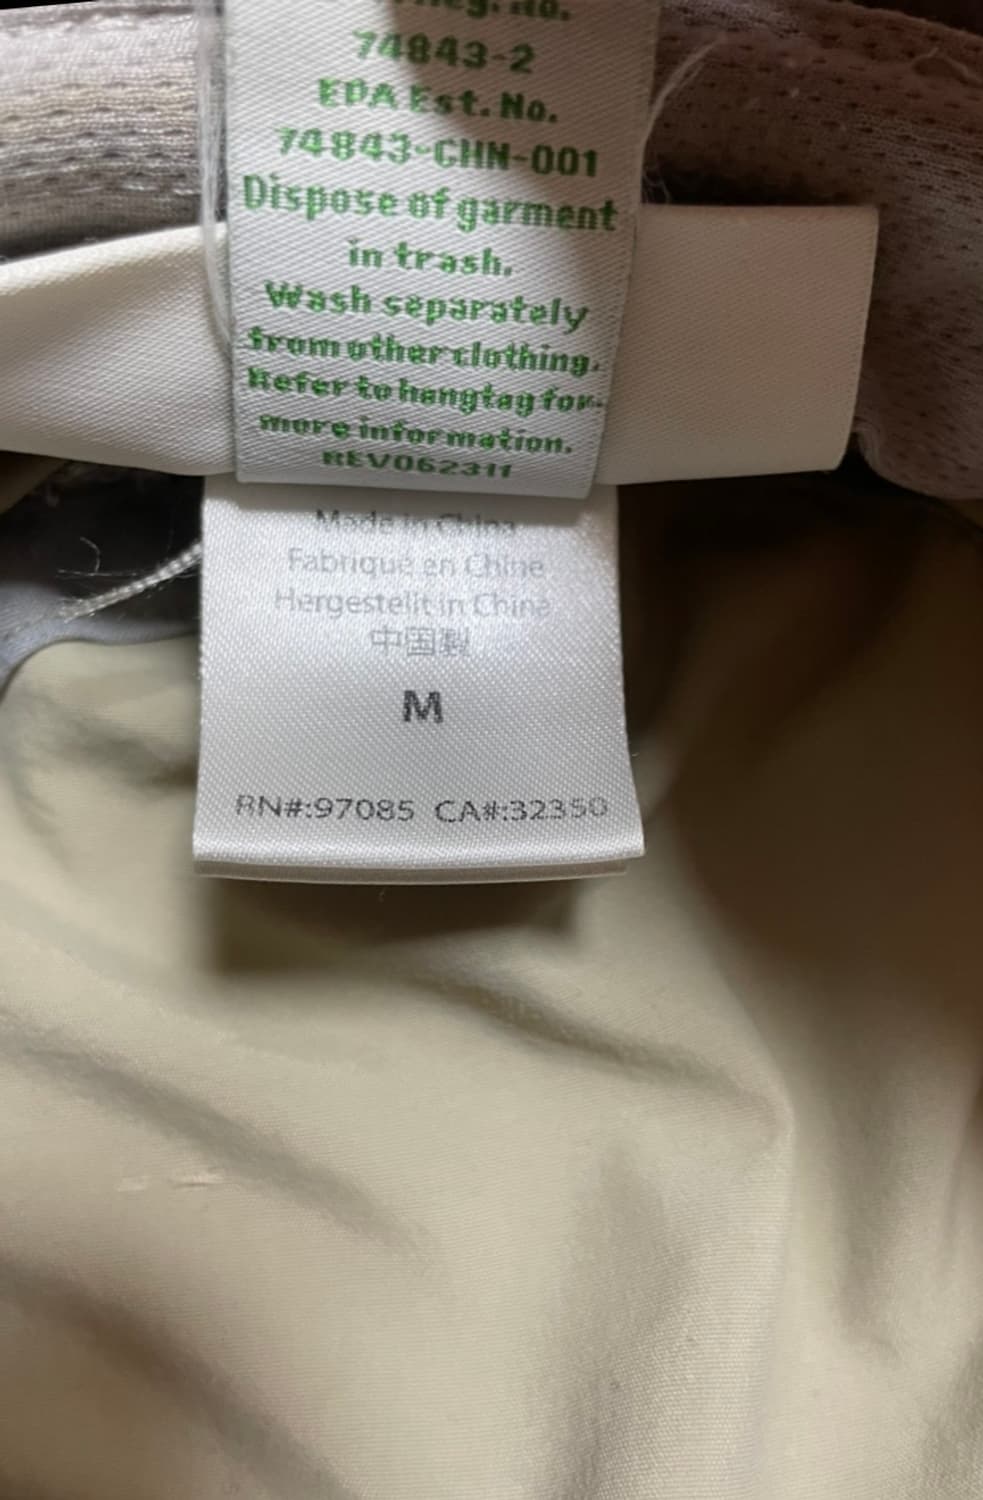 Reg. No.
74843-2
EPA Est. No.
74843-CHN-001
Dispose of garment
in trash.
Wash separately
from other clothing.
Refer to hangtag for
more information.
REV062311
Made in China
Fabriqué en Chine
Hergestellt in China
中国製
M
RN#:97085 CA#:32350